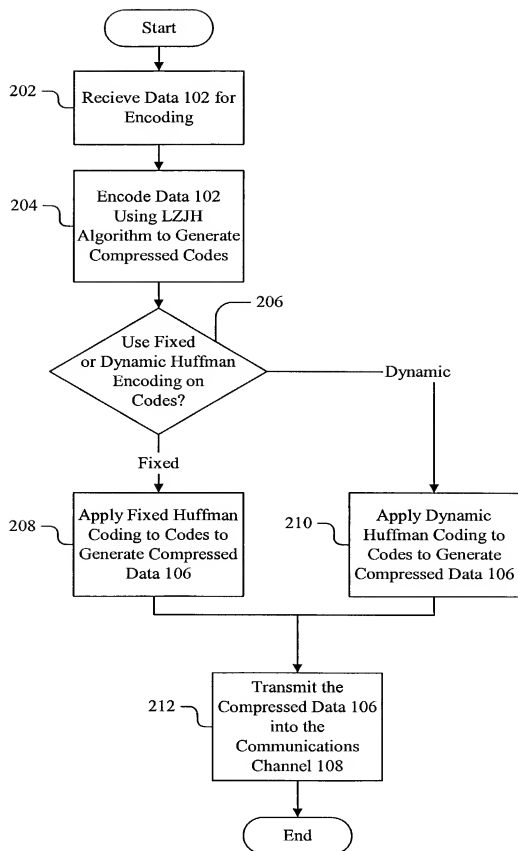 Start
202
Recieve Data 102 for
Encoding
204
Encode Data 102
Using LZJH
Algorithm to Generate
Compressed Codes
206
Use Fixed
or Dynamic Huffman
Encoding on
Codes?
Dynamic
Fixed
208
Apply Fixed Huffman
Coding to Codes to
Generate Compressed
Data 106
210
Apply Dynamic
Huffman Coding to
Codes to Generate
Compressed Data 106
212
Transmit the
Compressed Data 106
into the
Communications
Channel 108
End